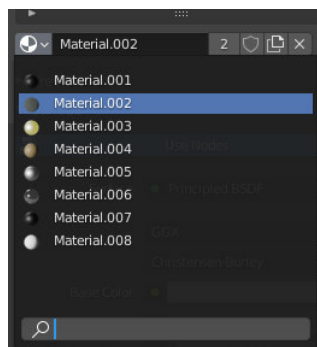 Material.002 2
Material.001
Material.002
Material.003
Material.004
Material.005
Material.006
Material.007
Material.008
Use Nodes
Principled BSDF
GGX
Christensen-Burley
Base Color